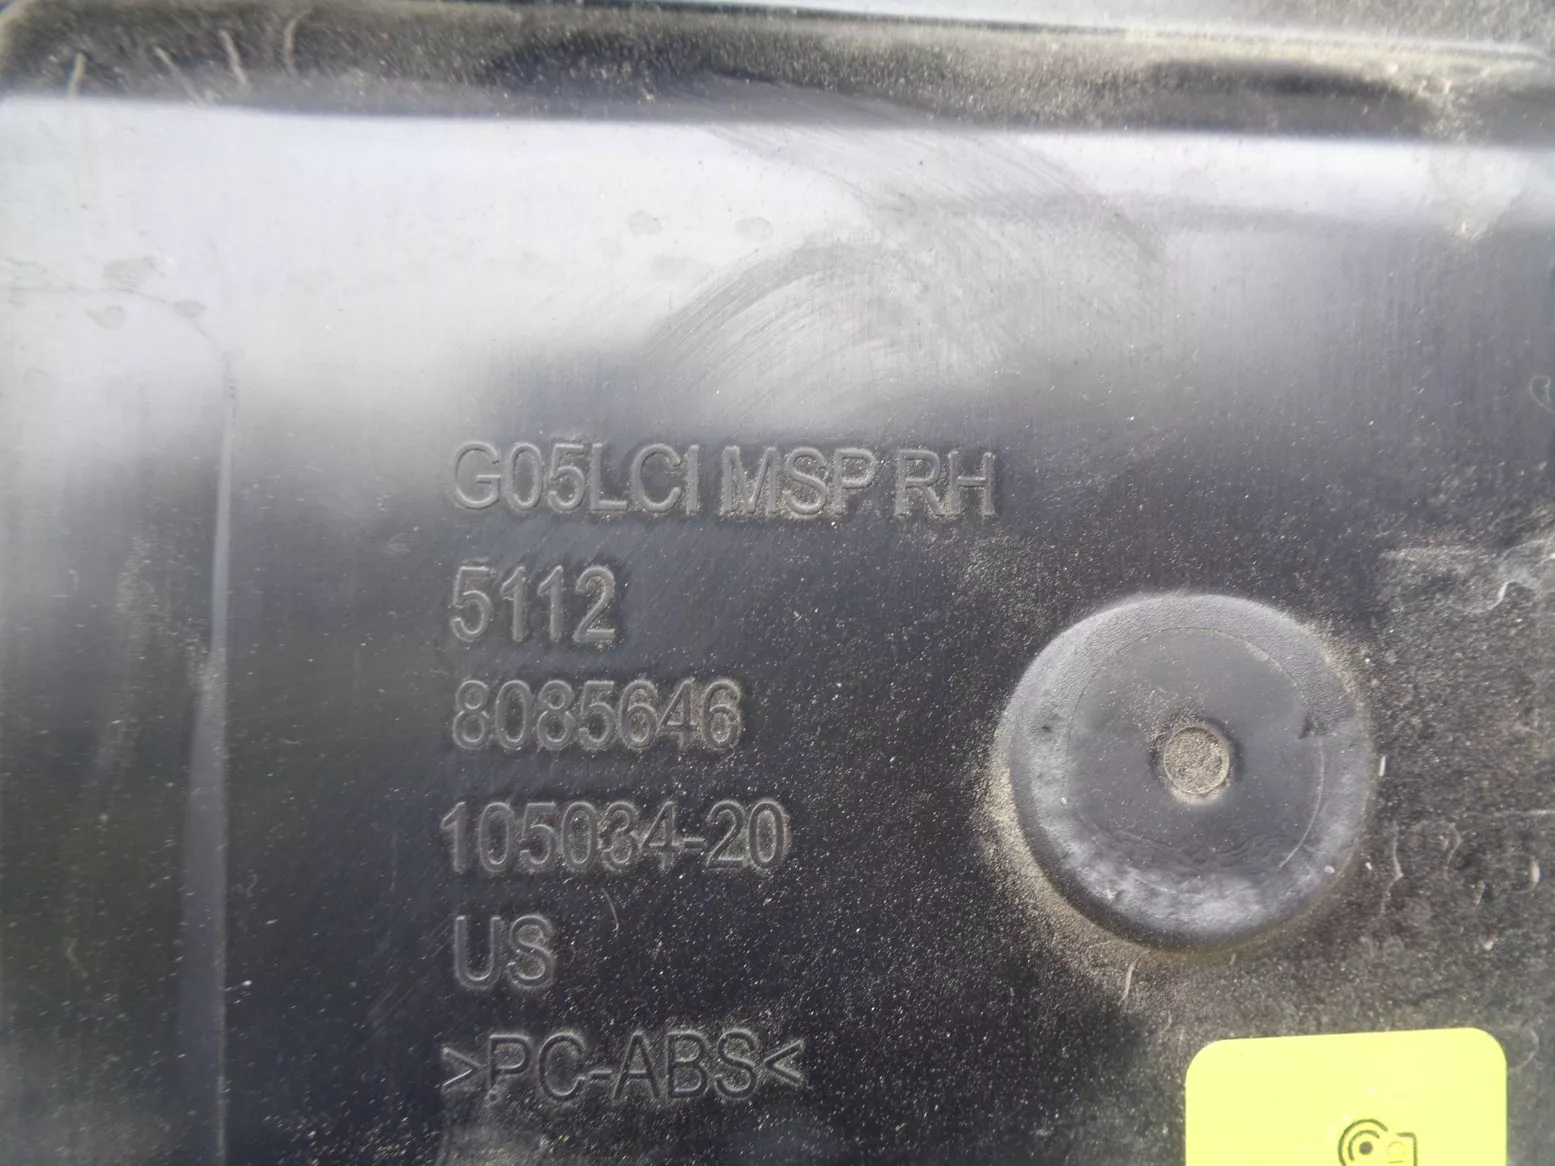 G05LCI MSP RH
5112
8085646
105034-20
US
>PC-ABS<